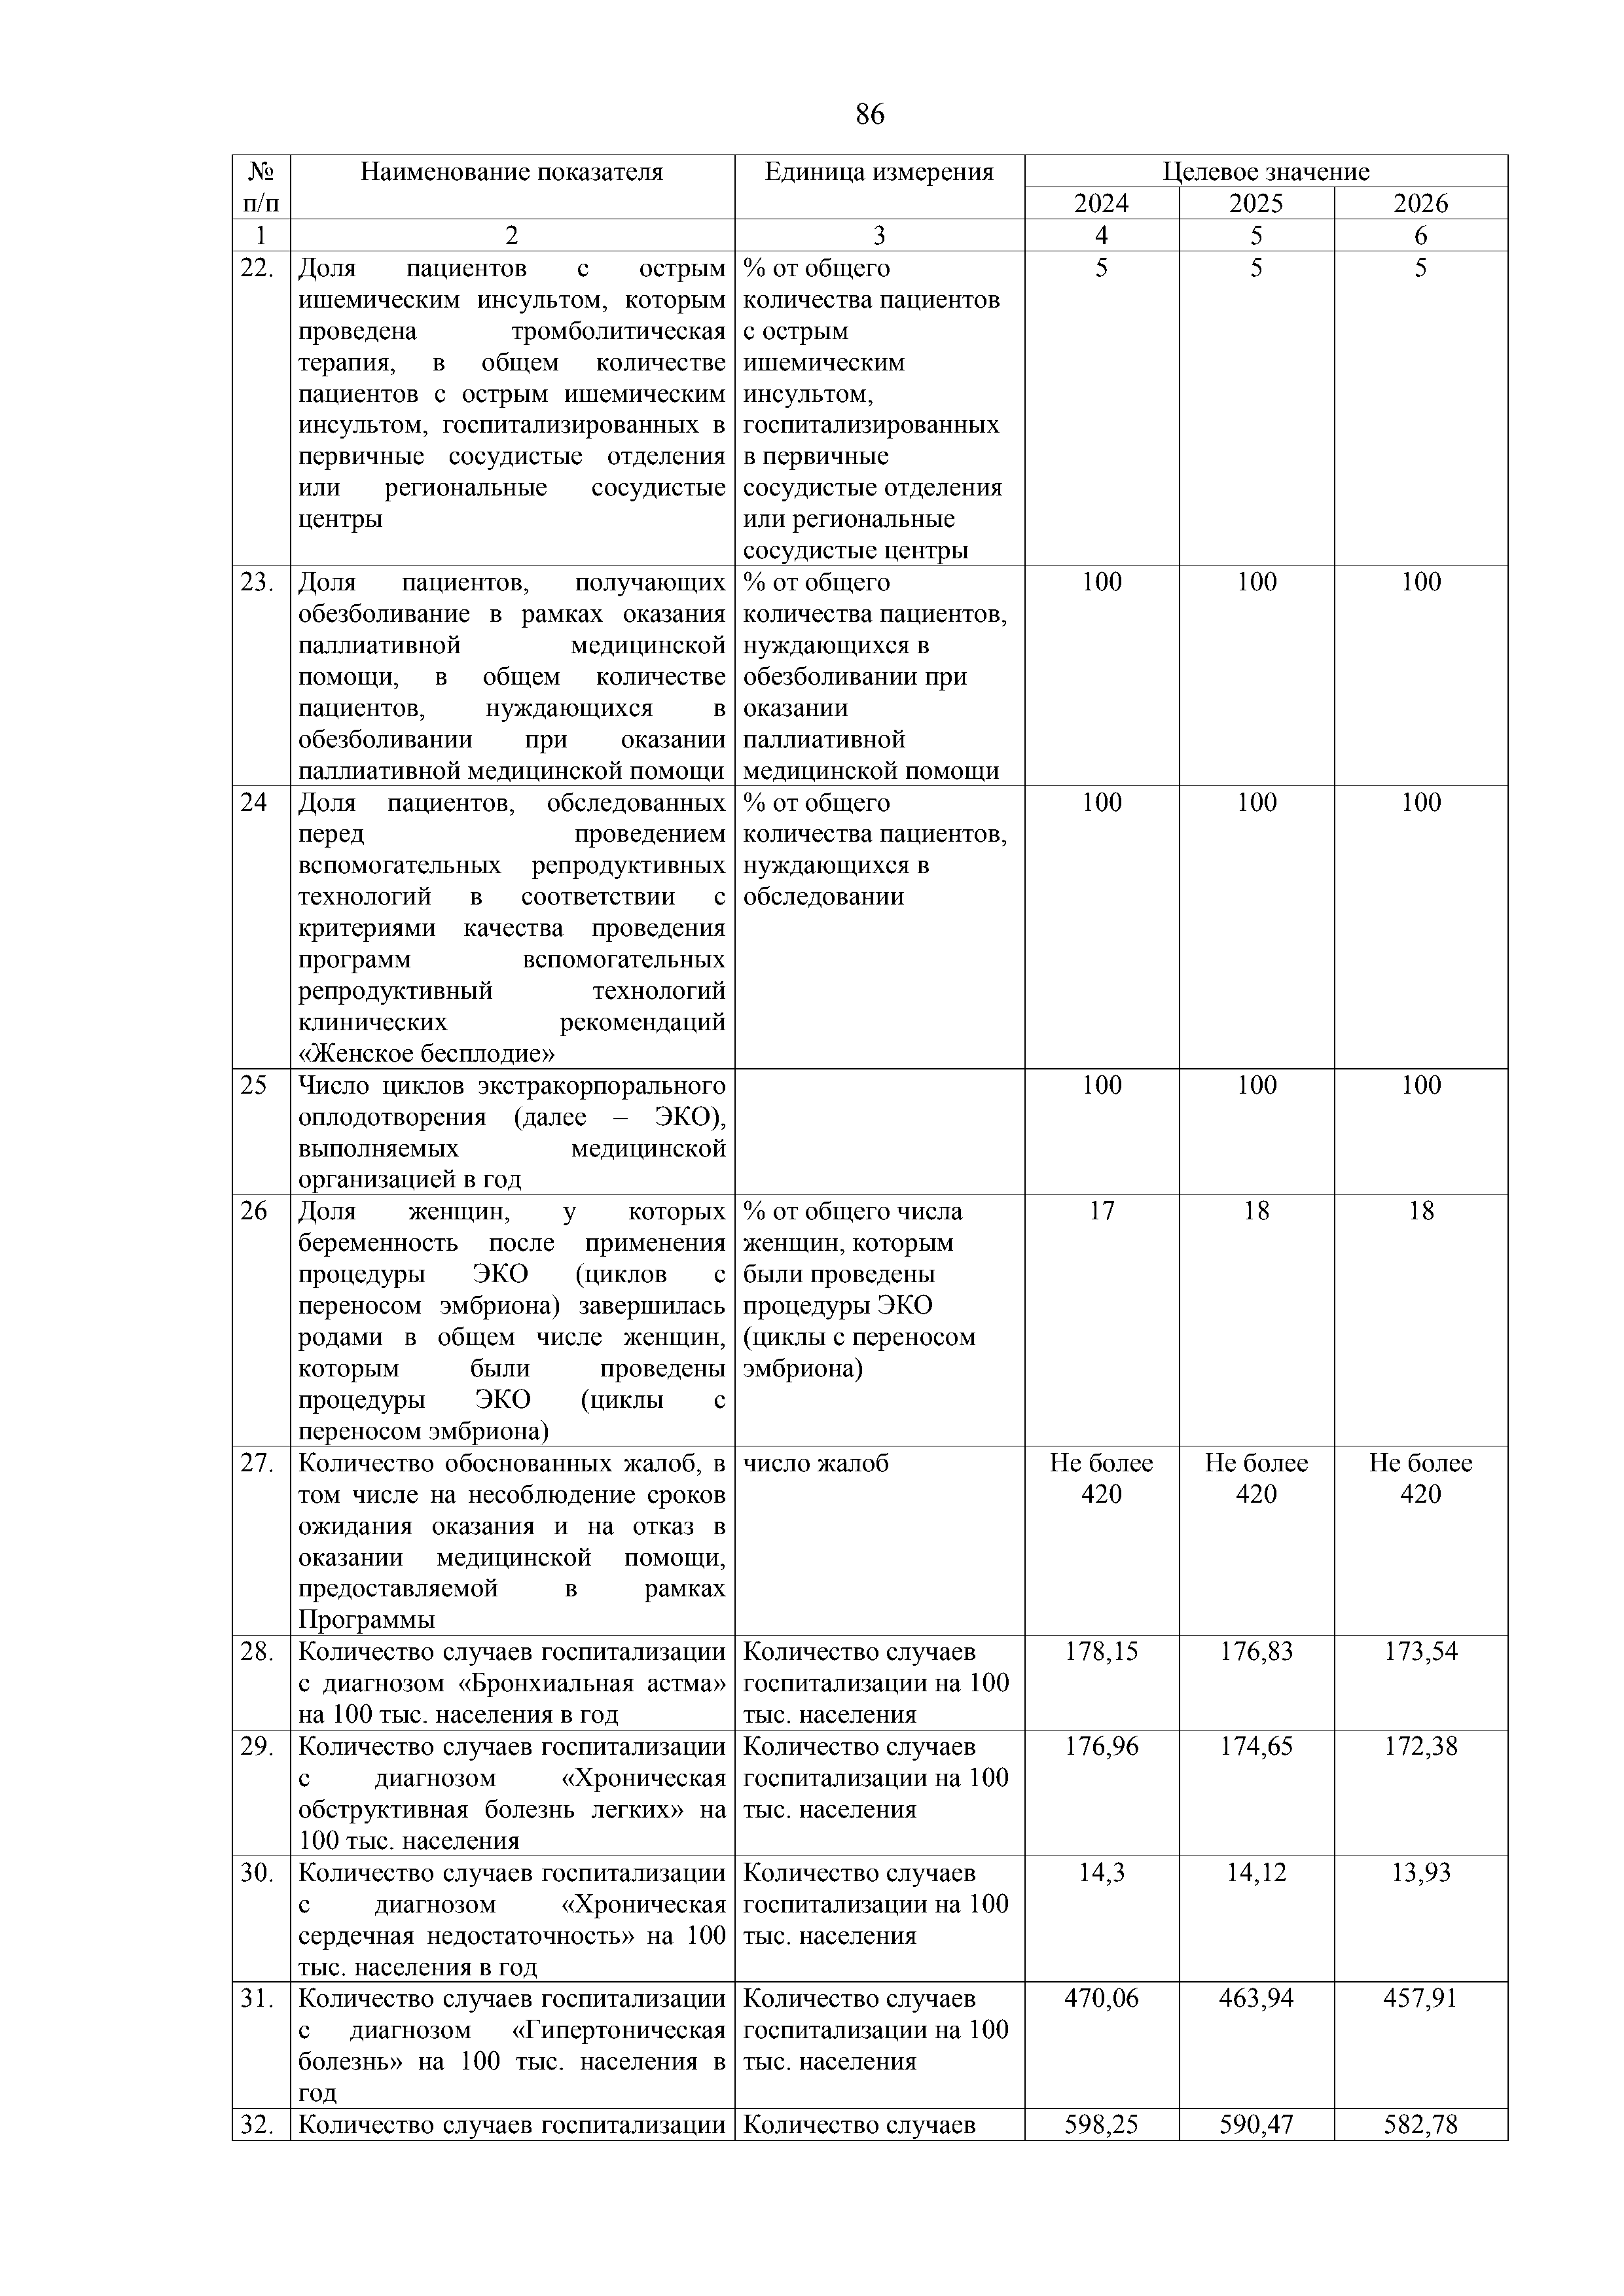 86
№ п/п Наименование показателя Единица измерения Целевое значение
2024 2025 2026
1 2 3 4 5 6
22. Доля пациентов с острым % от общего 5 5 5
ишемическим инсультом, которым количества пациентов
проведена тромболитическая с острым
терапия, в общем количестве ишемическим
пациентов с острым ишемическим инсультом,
инсультом, госпитализированных в госпитализированных
первичные сосудистые отделения в первичные
или региональные сосудистые сосудистые отделения
центры или региональные
сосудистые центры
23. Доля пациентов, получающих % от общего 100 100 100
обезболивание в рамках оказания количества пациентов,
паллиативной медицинской нуждающихся в
помощи, в общем количестве обезболивании при
пациентов, нуждающихся в оказании
обезболивании при оказании паллиативной
паллиативной медицинской помощи медицинской помощи
24 Доля пациентов, обследованных % от общего 100 100 100
перед проведением количества пациентов,
вспомогательных репродуктивных нуждающихся в
технологий в соответствии с обследовании
критериями качества проведения
программ вспомогательных
репродуктивный технологий
клинических рекомендаций
«Женское бесплодие»
25 Число циклов экстракорпорального 100 100 100
оплодотворения (далее – ЭКО),
выполняемых медицинской
организацией в год
26 Доля женщин, у которых % от общего числа 17 18 18
беременность после применения женщин, которым
процедуры ЭКО (циклов с были проведены
переносом эмбриона) завершилась процедуры ЭКО
родами в общем числе женщин, (циклы с переносом
которым были проведены эмбриона)
процедуры ЭКО (циклы с
переносом эмбриона)
27. Количество обоснованных жалоб, в число жалоб Не более Не более Не более
том числе на несоблюдение сроков 420 420 420
ожидания оказания и на отказ в
оказании медицинской помощи,
предоставляемой в рамках
Программы
28. Количество случаев госпитализации Количество случаев 178,15 176,83 173,54
с диагнозом «Бронхиальная астма» госпитализации на 100
на 100 тыс. населения в год тыс. населения
29. Количество случаев госпитализации Количество случаев 176,96 174,65 172,38
с диагнозом «Хроническая госпитализации на 100
обструктивная болезнь легких» на тыс. населения
100 тыс. населения
30. Количество случаев госпитализации Количество случаев 14,3 14,12 13,93
с диагнозом «Хроническая госпитализации на 100
сердечная недостаточность» на 100 тыс. населения
тыс. населения в год
31. Количество случаев госпитализации Количество случаев 470,06 463,94 457,91
с диагнозом «Гипертоническая госпитализации на 100
болезнь» на 100 тыс. населения в тыс. населения
год
32. Количество случаев госпитализации Количество случаев 598,25 590,47 582,78